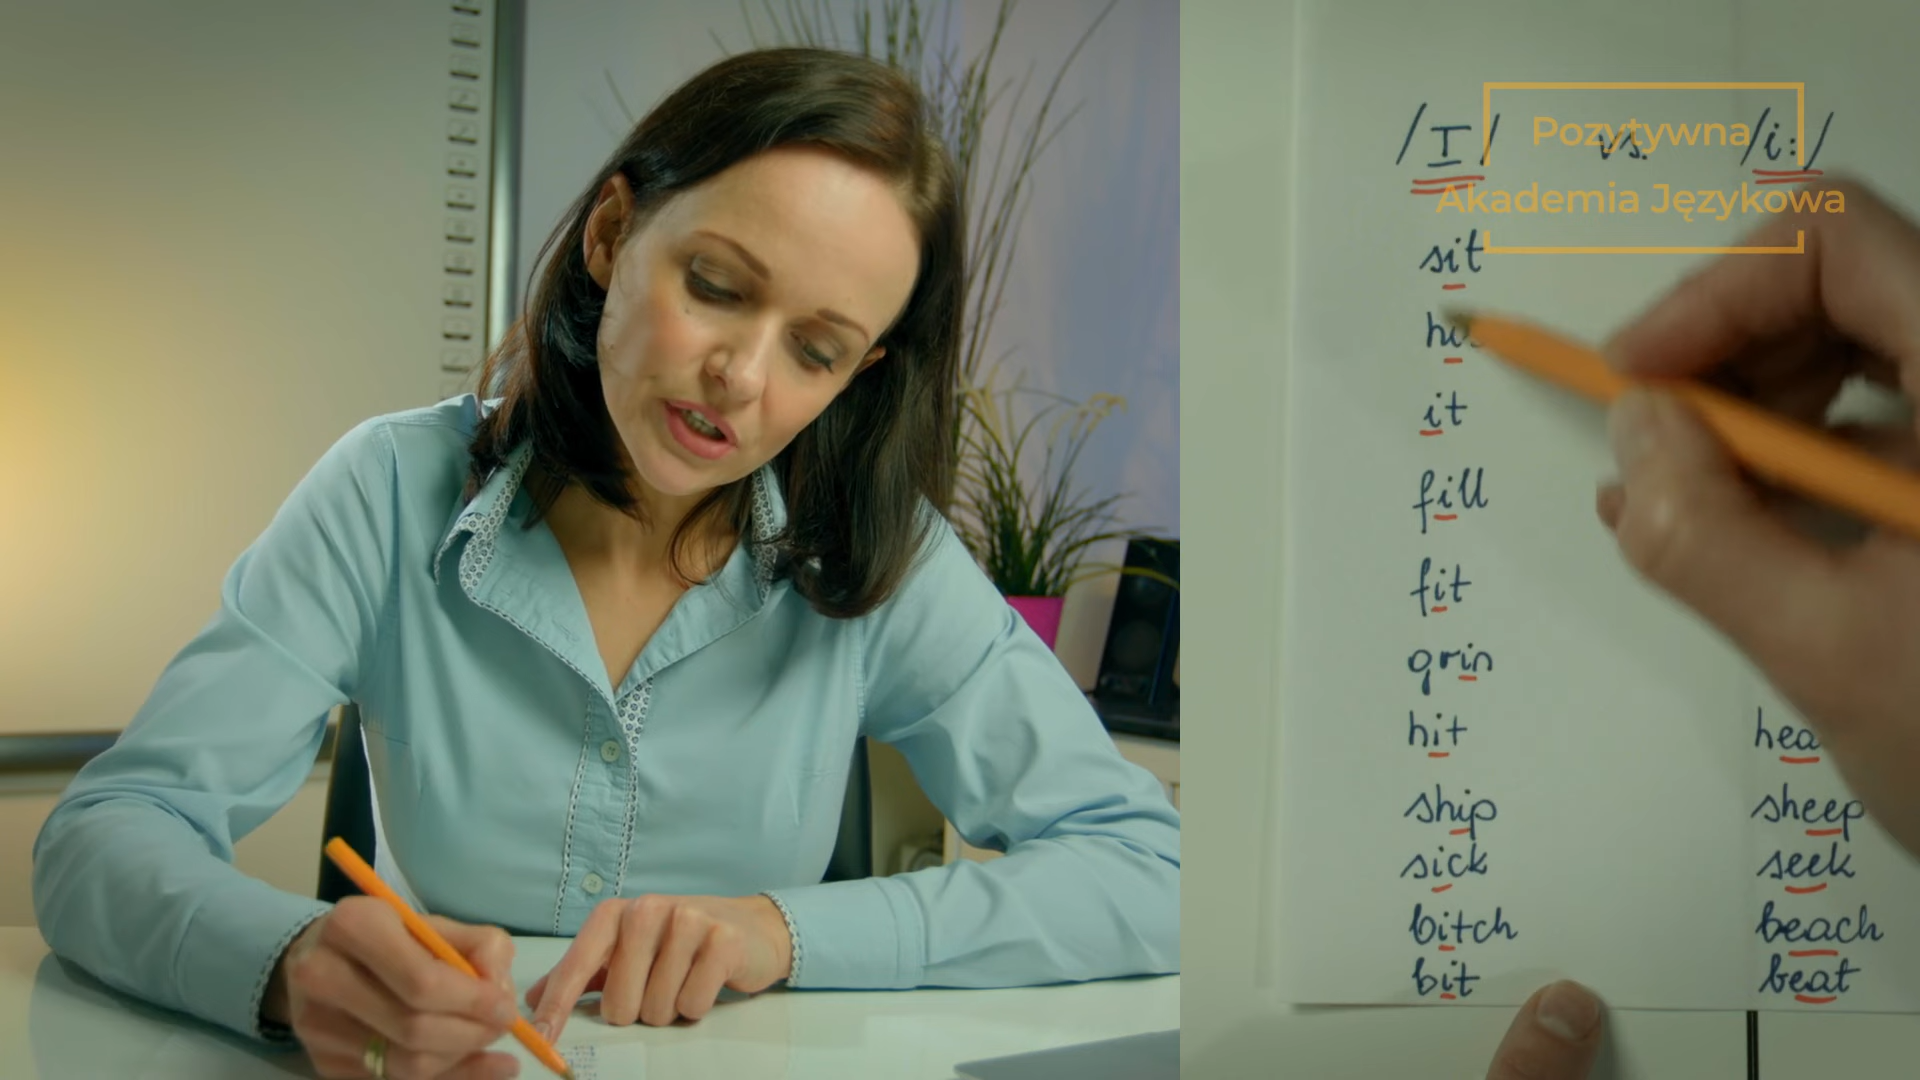 /I/ vs. /i:/
Pozytywna
Akademia Językowa
sit
it
fill
fit
grin
hit
ship sheep
sick seek
bitch beach
bit beat